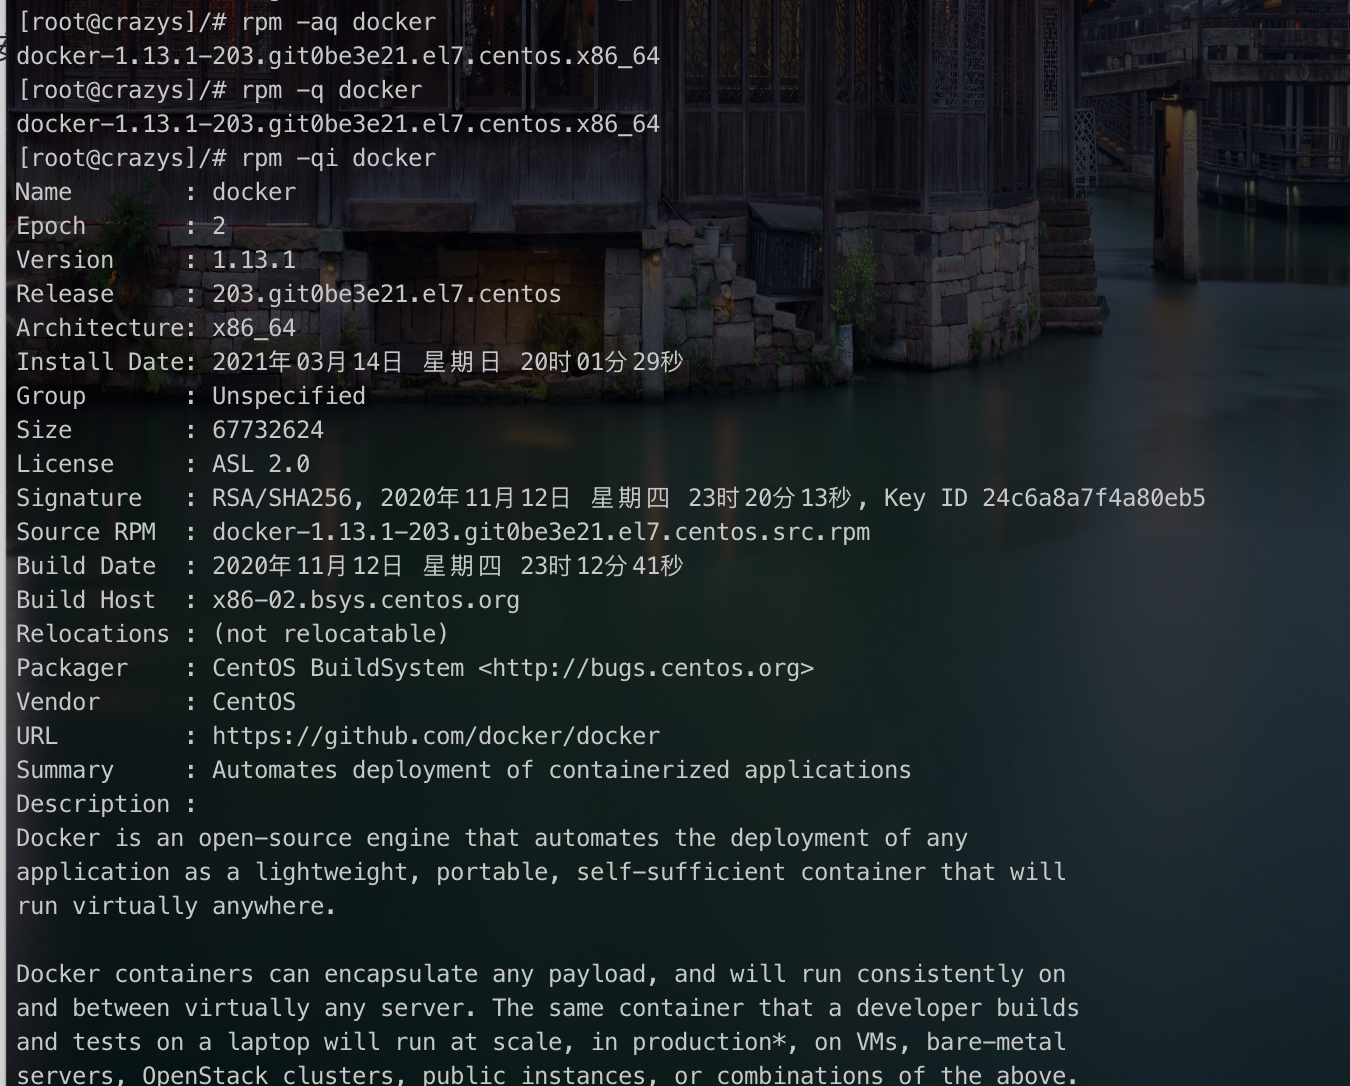 [root@crazys]/# rpm -aq docker
docker-1.13.1-203.git0be3e21.el7.centos.x86_64
[root@crazys]/# rpm -q docker
docker-1.13.1-203.git0be3e21.el7.centos.x86_64
[root@crazys]/# rpm -qi docker
Name        : docker
Epoch       : 2
Version     : 1.13.1
Release     : 203.git0be3e21.el7.centos
Architecture: x86_64
Install Date: 2021年03月14日 星期日 20时01分29秒
Group       : Unspecified
Size        : 67732624
License     : ASL 2.0
Signature   : RSA/SHA256, 2020年11月12日 星期四 23时20分13秒, Key ID 24c6a8a7f4a80eb5
Source RPM  : docker-1.13.1-203.git0be3e21.el7.centos.src.rpm
Build Date  : 2020年11月12日 星期四 23时12分41秒
Build Host  : x86-02.bsys.centos.org
Relocations : (not relocatable)
Packager    : CentOS BuildSystem <http://bugs.centos.org>
Vendor      : CentOS
URL         : https://github.com/docker/docker
Summary     : Automates deployment of containerized applications
Description :
Docker is an open-source engine that automates the deployment of any
application as a lightweight, portable, self-sufficient container that will
run virtually anywhere.
Docker containers can encapsulate any payload, and will run consistently on
and between virtually any server. The same container that a developer builds
and tests on a laptop will run at scale, in production*, on VMs, bare-metal
servers, OpenStack clusters, public instances, or combinations of the above.